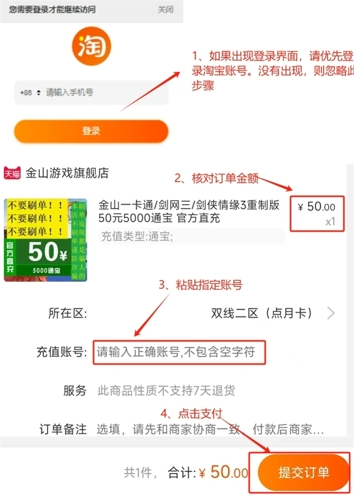 您需要登录才能继续访问
关闭
淘
+86
请输入手机号
登录
1、如果出现登录界面，请优先登
录淘宝账号。没有出现，则忽略此
步骤
天猫 金山游戏旗舰店
2、核对订单金额
不要刷单！！！
不要刷单！！！
不要刷单！！！
官方直充
50¥
5000通宝
金山一卡通/剑网三/剑侠情缘3重制版
50元5000通宝 官方直充
¥ 50.00
x1
充值类型:通宝;
3、粘贴指定账号
所在区:
双线二区（点月卡）
充值账号:
请输入正确账号,不包含空字符
服务
此商品性质不支持7天退货
4、点击支付
订单备注
选填，请先和商家协商一致，付款后商家…
共1件，
合计: ¥ 50.00
提交订单